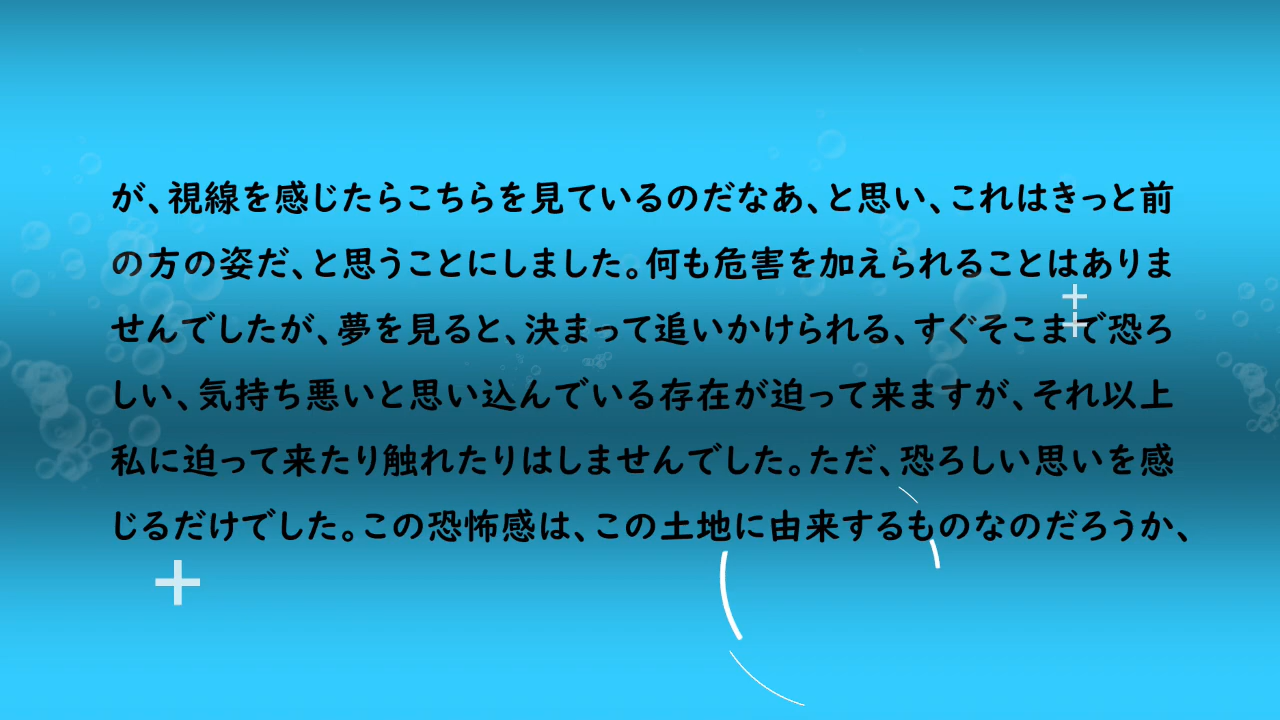 が、視線を感じたらこちらを見ているのだなあ、と思い、これはきっと前
の方の姿だ、と思うことにしました。何も危害を加えられることはありま
せんでしたが、夢を見ると、決まって追いかけられる、すぐそこまで恐ろ
しい、気持ち悪いと思い込んでいる存在が迫って来ますが、それ以上
私に迫って来たり触れたりはしませんでした。ただ、恐ろしい思いを感
じるだけでした。この恐怖感は、この土地に由来するものなのだろうか、